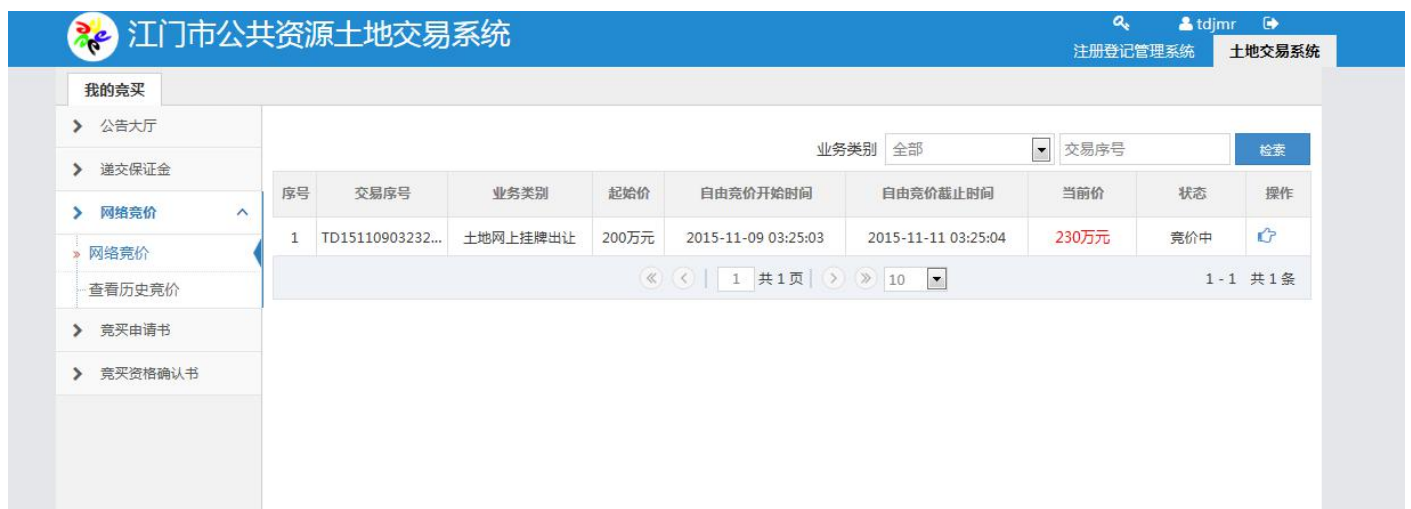 江门市公共资源土地交易系统
tdjmr
注册登记管理系统 土地交易系统
我的竞买
公告大厅
递交保证金
网络竞价
网络竞价
查看历史竞价
竞买申请书
竞买资格确认书
业务类别 全部 交易序号 检索
序号 交易序号 业务类别 起始价 自由竞价开始时间 自由竞价截止时间 当前价 状态 操作
1 TD15110903232... 土地网上挂牌出让 200万元 2015-11-09 03:25:03 2015-11-11 03:25:04 230万元 竞价中
1 共1页 10 1 - 1 共1条